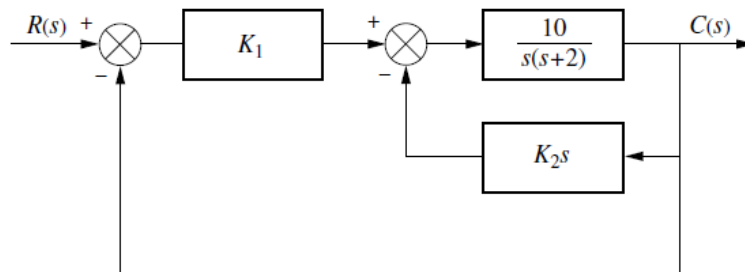 R(s) + K₁ + 10/s(s+2) C(s)
− −
K₂s